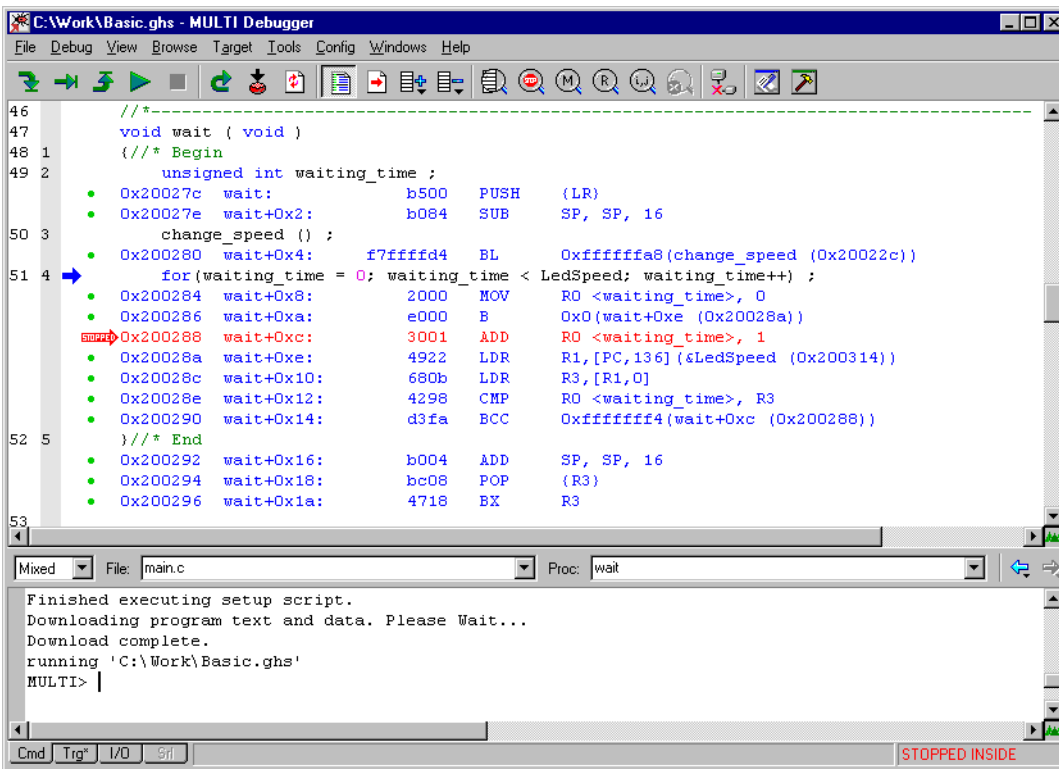 C:\Work\Basic.ghs - MULTI Debugger
File Debug View Browse Target Tools Config Windows Help
STOP M R i,j
46 //*--------------------------------------------------------------------------------
47 void wait ( void )
48 1 {//* Begin
49 2 unsigned int waiting_time ;
0x20027c wait: b500 PUSH {LR}
0x20027e wait+0x2: b084 SUB SP, SP, 16
50 3 change_speed () ;
0x200280 wait+0x4: f7ffffd4 BL 0xffffffa8(change_speed (0x20022c))
51 4 for(waiting_time = 0; waiting_time < LedSpeed; waiting_time++) ;
0x200284 wait+0x8: 2000 MOV R0 <waiting_time>, 0
0x200286 wait+0xa: e000 B 0x0(wait+0xe (0x20028a))
STOPPED 0x200288 wait+0xc: 3001 ADD R0 <waiting_time>, 1
0x20028a wait+0xe: 4922 LDR R1,[PC,136](&LedSpeed (0x200314))
0x20028c wait+0x10: 680b LDR R3,[R1,0]
0x20028e wait+0x12: 4298 CMP R0 <waiting_time>, R3
0x200290 wait+0x14: d3fa BCC 0xfffffff4(wait+0xc (0x200288))
52 5 }//* End
0x200292 wait+0x16: b004 ADD SP, SP, 16
0x200294 wait+0x18: bc08 POP {R3}
0x200296 wait+0x1a: 4718 BX R3
53
Mixed File: main.c Proc: wait
Finished executing setup script.
Downloading program text and data. Please Wait...
Download complete.
running 'C:\Work\Basic.ghs'
MULTI>
Cmd Trg* I/O Srl STOPPED INSIDE